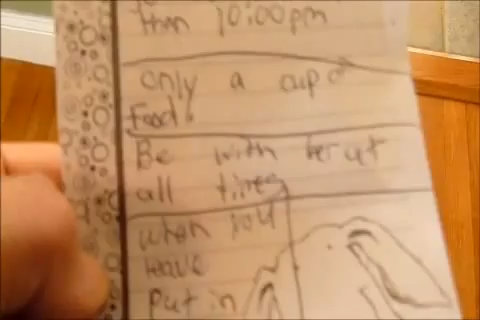 than 10:00pm
only a cup of
Food!
Be with her at
all times
when you
Have
Put in